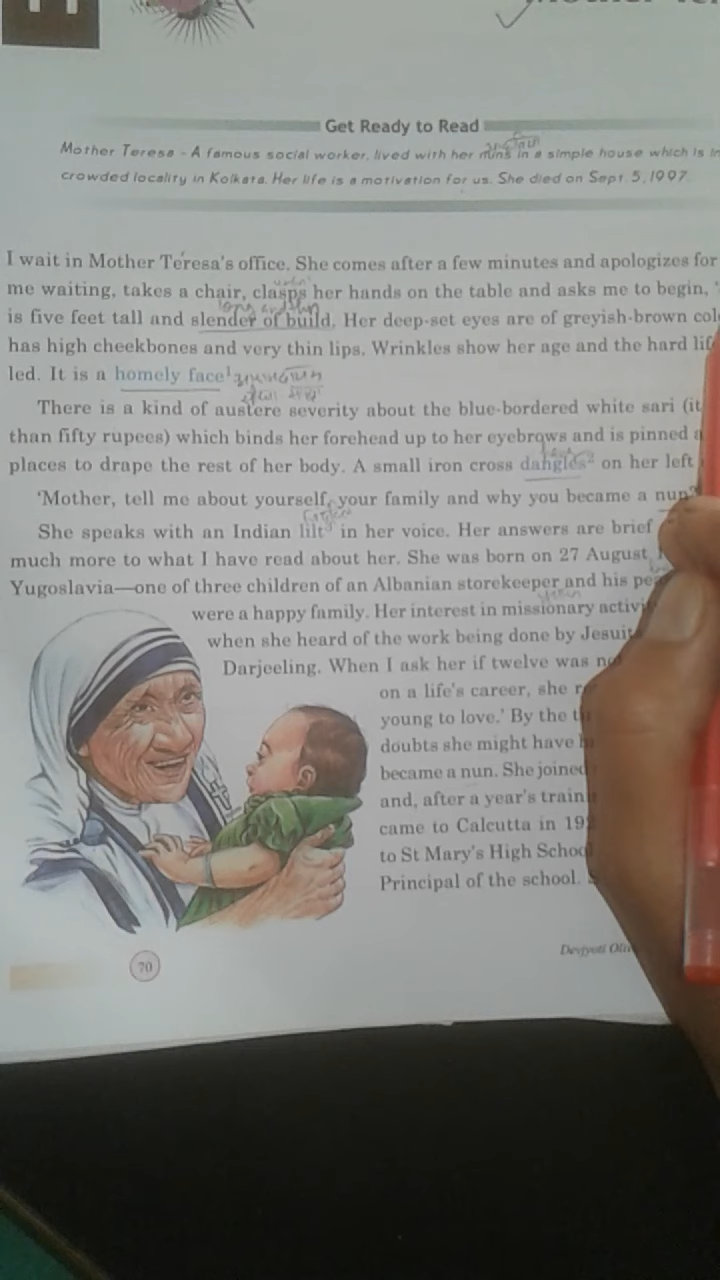 Get Ready to Read
Mother Teresa - A famous social worker, lived with her nuns in a simple house which is in
crowded locality in Kolkata. Her life is a motivation for us. She died on Sept. 5, 1997.
I wait in Mother Teresa's office. She comes after a few minutes and apologizes for
me waiting, takes a chair, clasps her hands on the table and asks me to begin, '
is five feet tall and slender of build. Her deep-set eyes are of greyish-brown
has high cheekbones and very thin lips. Wrinkles show her age and the hard
led. It is a homely face1
There is a kind of austere severity about the blue-bordered white sari (it
than fifty rupees) which binds her forehead up to her eyebrows and is pinned
places to drape the rest of her body. A small iron cross dangles2 on her left
'Mother, tell me about yourself, your family and why you became a nun?
She speaks with an Indian lilt3 in her voice. Her answers are brief
much more to what I have read about her. She was born on 27 August,
Yugoslavia—one of three children of an Albanian storekeeper and his
were a happy family. Her interest in missionary
when she heard of the work being done by
Darjeeling. When I ask her if twelve was
on a life's career, she
young to love.' By the
doubts she might have
became a nun. She joined
and, after a year's
came to Calcutta in
to St Mary's High
Principal of the school.
70